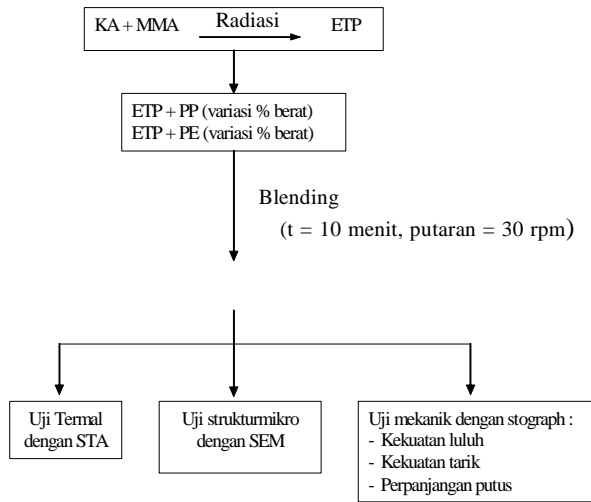 KA + MMA Radiasi ETP
ETP + PP (variasi % berat)
ETP + PE (variasi % berat)
Blending
(t = 10 menit, putaran = 30 rpm)
Uji Termal
dengan STA
Uji strukturmikro
dengan SEM
Uji mekanik dengan stograph :
- Kekuatan luluh
- Kekuatan tarik
- Perpanjangan putus